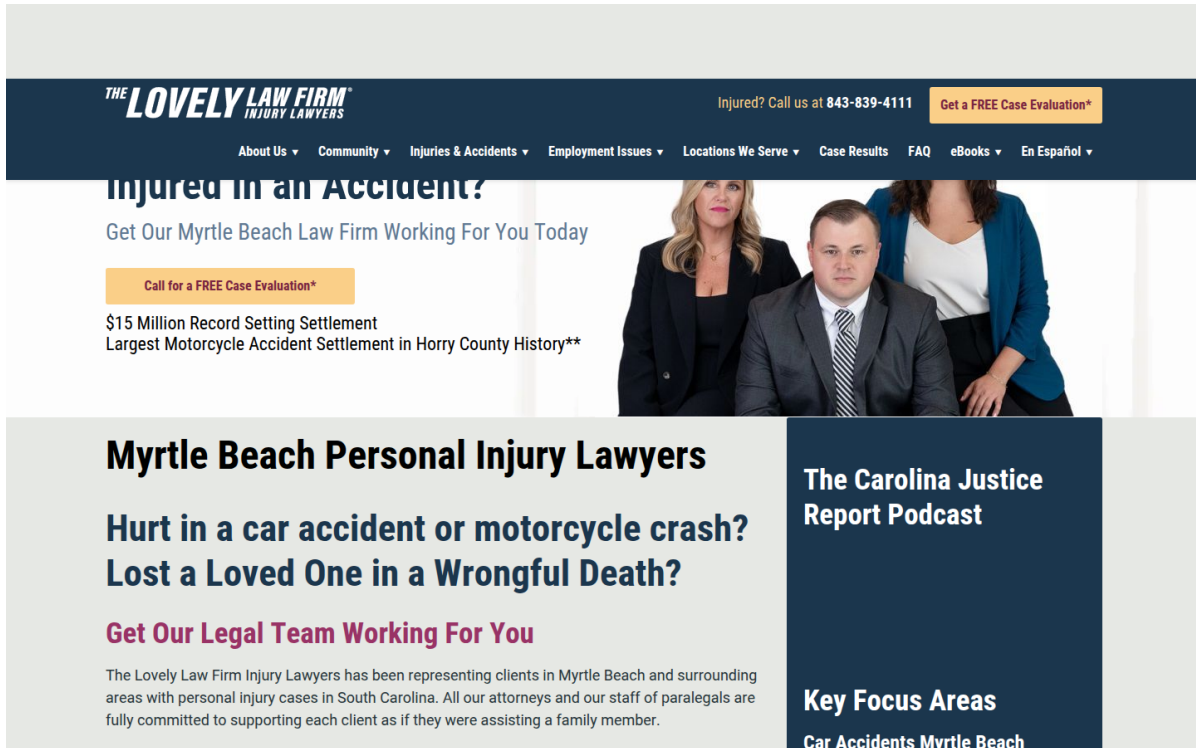 THE LOVELY LAW FIRM®
INJURY LAWYERS
Injured? Call us at 843-839-4111
Get a FREE Case Evaluation*
About Us ▾ Community ▾ Injuries & Accidents ▾ Employment Issues ▾ Locations We Serve ▾ Case Results FAQ eBooks ▾ En Español ▾
Injured in an Accident?
Get Our Myrtle Beach Law Firm Working For You Today
Call for a FREE Case Evaluation*
$15 Million Record Setting Settlement
Largest Motorcycle Accident Settlement in Horry County History**
Myrtle Beach Personal Injury Lawyers
Hurt in a car accident or motorcycle crash?
Lost a Loved One in a Wrongful Death?
Get Our Legal Team Working For You
The Lovely Law Firm Injury Lawyers has been representing clients in Myrtle Beach and surrounding
areas with personal injury cases in South Carolina. All our attorneys and our staff of paralegals are
fully committed to supporting each client as if they were assisting a family member.
The Carolina Justice
Report Podcast
Key Focus Areas
Car Accidents Myrtle Beach